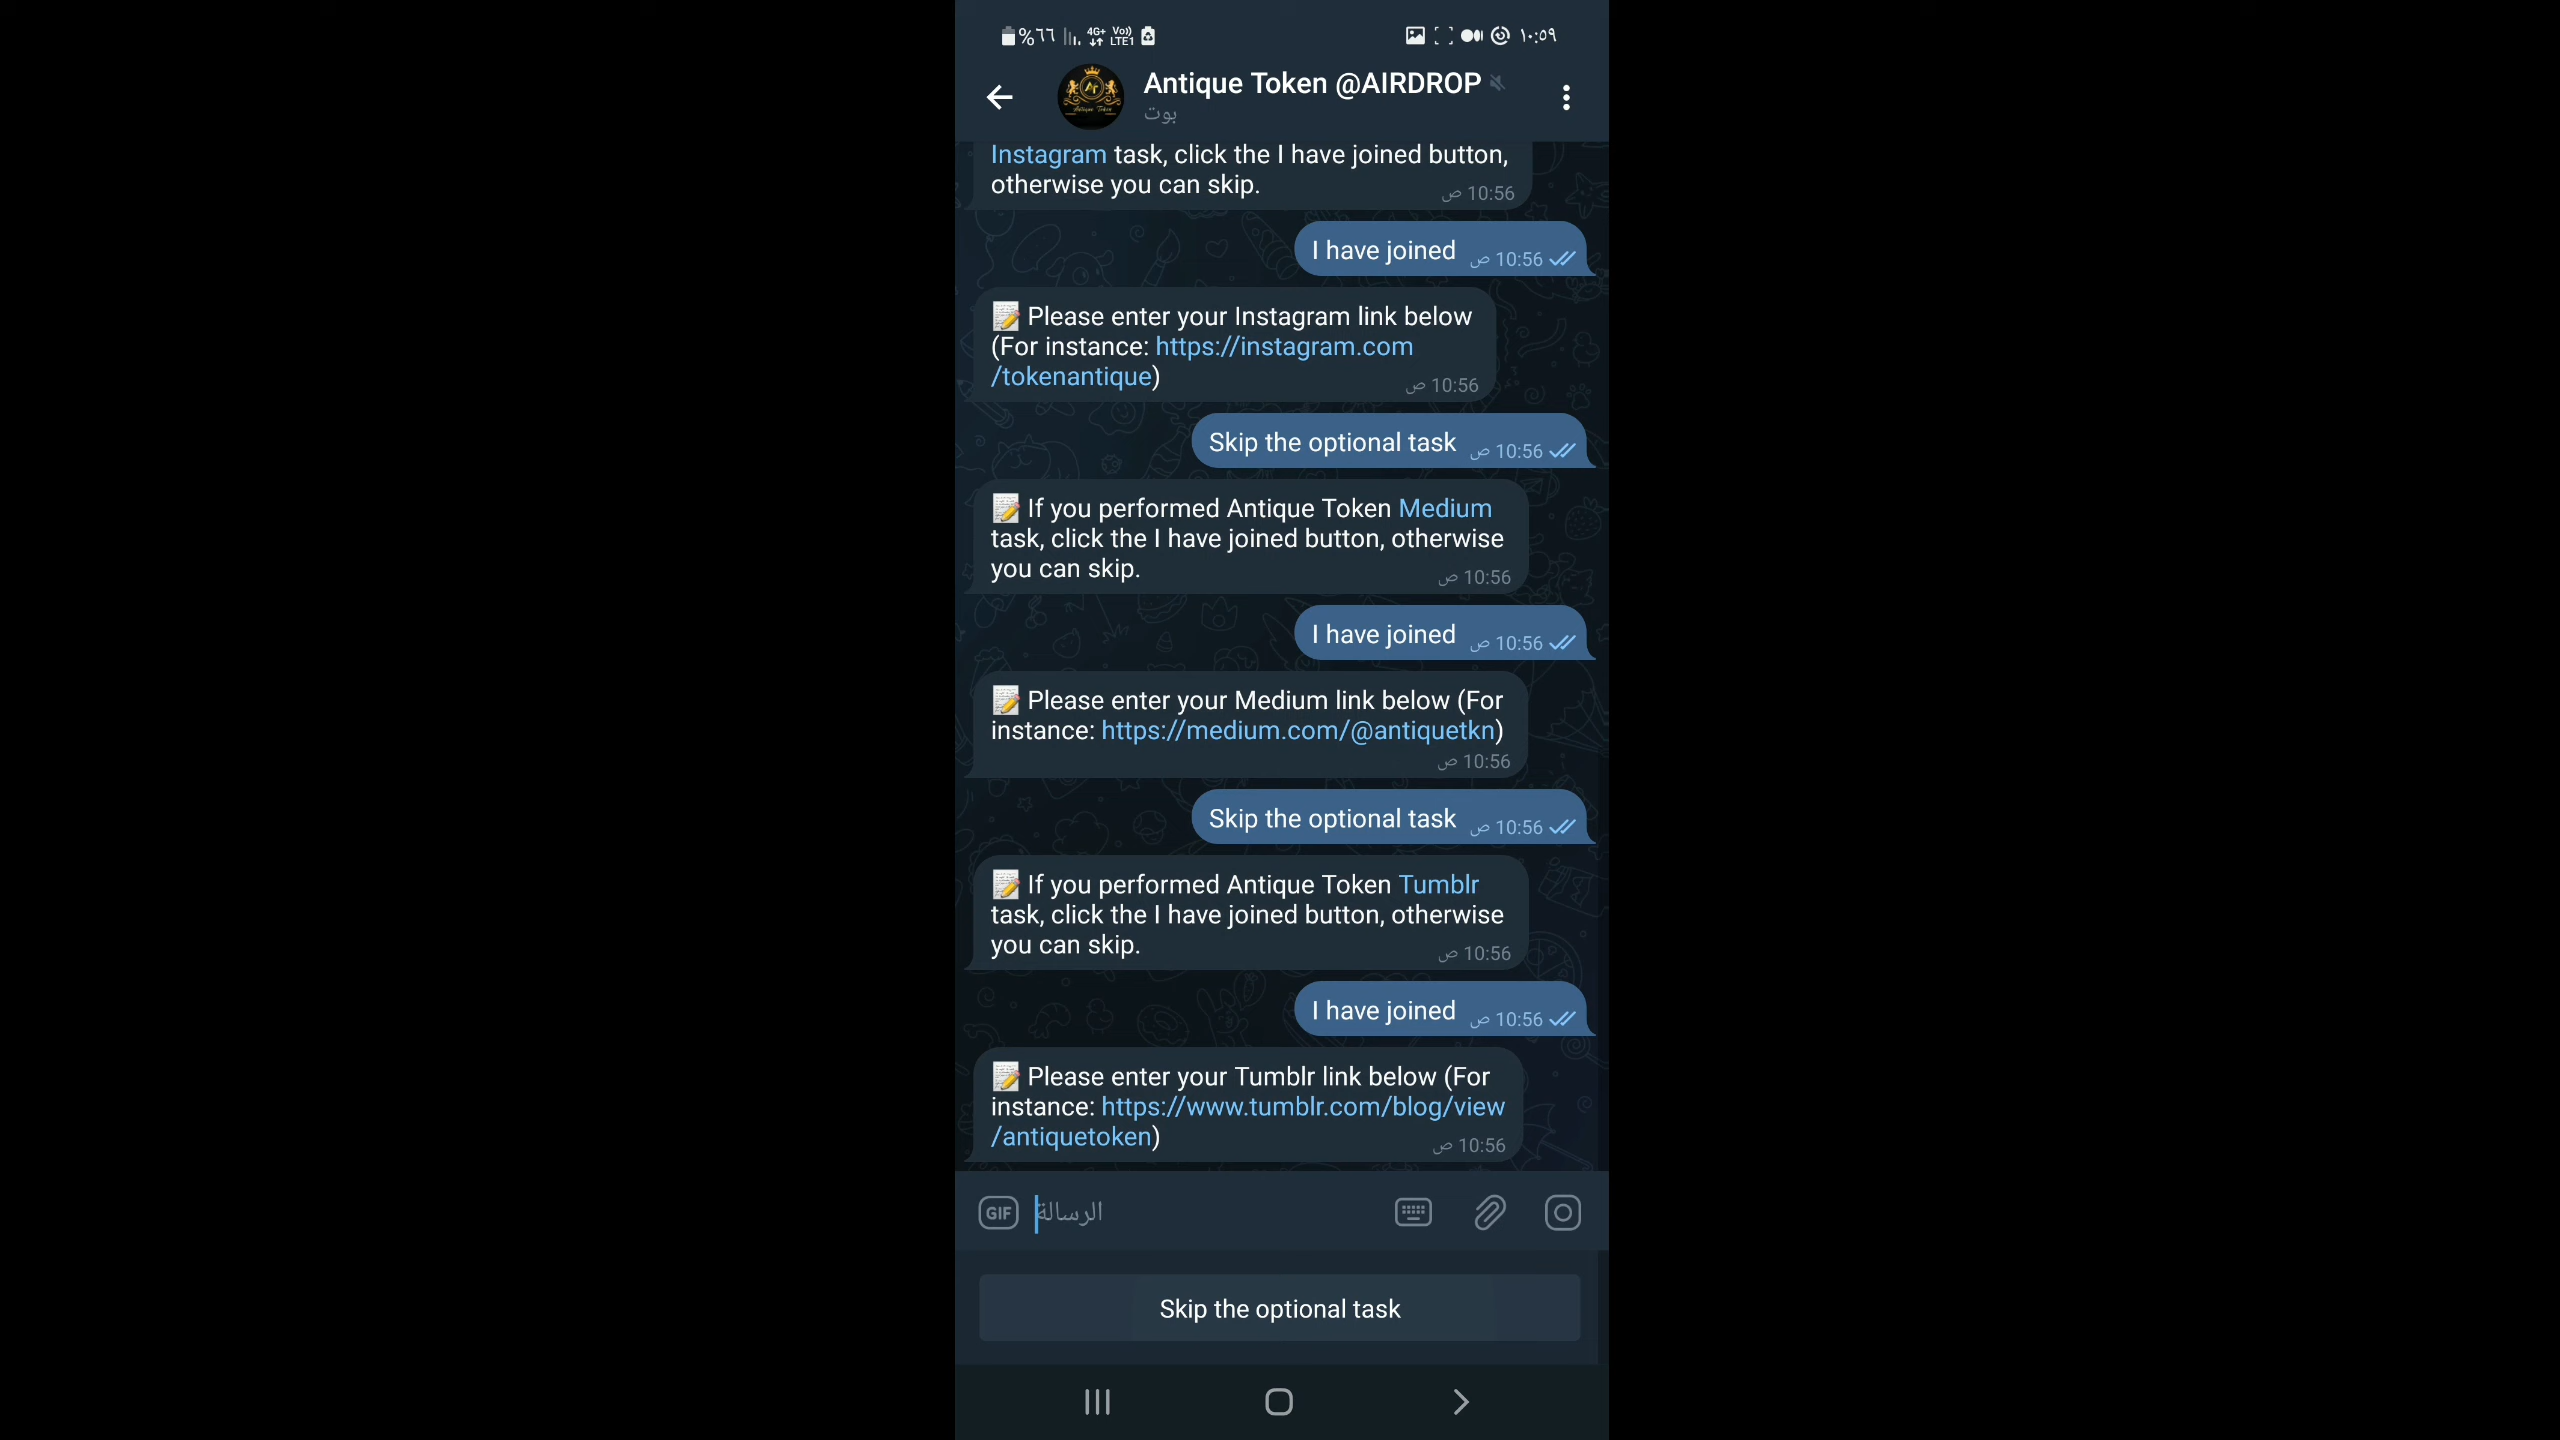 %٦٦ 4G+ Vo)) LTE1 ١٠:٥٩
Antique Token @AIRDROP
بوت
Instagram task, click the I have joined button,
otherwise you can skip.
10:56 ص
I have joined 10:56 ص
📝 Please enter your Instagram link below
(For instance: https://instagram.com
/tokenantique)
10:56 ص
Skip the optional task 10:56 ص
📝 If you performed Antique Token Medium
task, click the I have joined button, otherwise
you can skip.
10:56 ص
I have joined 10:56 ص
📝 Please enter your Medium link below (For
instance: https://medium.com/@antiquetkn)
10:56 ص
Skip the optional task 10:56 ص
📝 If you performed Antique Token Tumblr
task, click the I have joined button, otherwise
you can skip.
10:56 ص
I have joined 10:56 ص
📝 Please enter your Tumblr link below (For
instance: https://www.tumblr.com/blog/view
/antiquetoken)
10:56 ص
GIF الرسالة
Skip the optional task